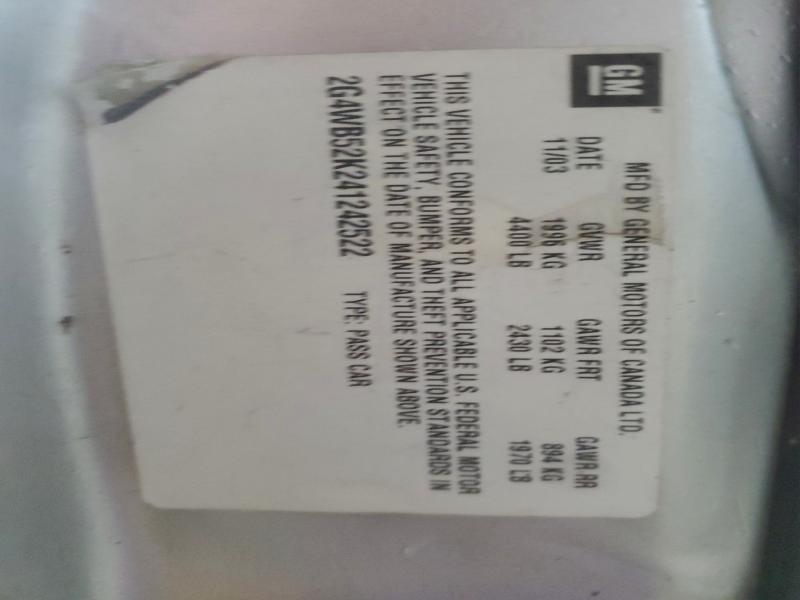 GM
MFD BY GENERAL MOTORS OF CANADA LTD.
DATE GVWR GAWR FRT GAWR RR
11/03 1996 KG 1102 KG 894 KG
4400 LB 2430 LB 1970 LB
THIS VEHICLE CONFORMS TO ALL APPLICABLE U.S. FEDERAL MOTOR
VEHICLE SAFETY, BUMPER, AND THEFT PREVENTION STANDARDS IN
EFFECT ON THE DATE OF MANUFACTURE SHOWN ABOVE.
2G4WB52K241242522 TYPE: PASS CAR